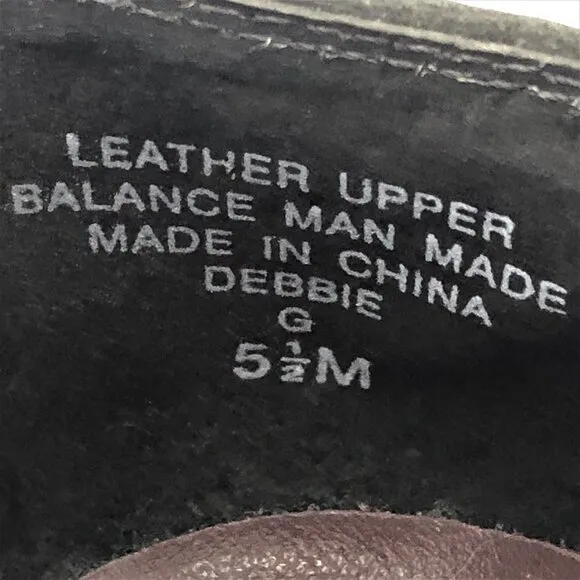 LEATHER UPPER
BALANCE MAN MADE
MADE IN CHINA
DEBBIE
G
5½M